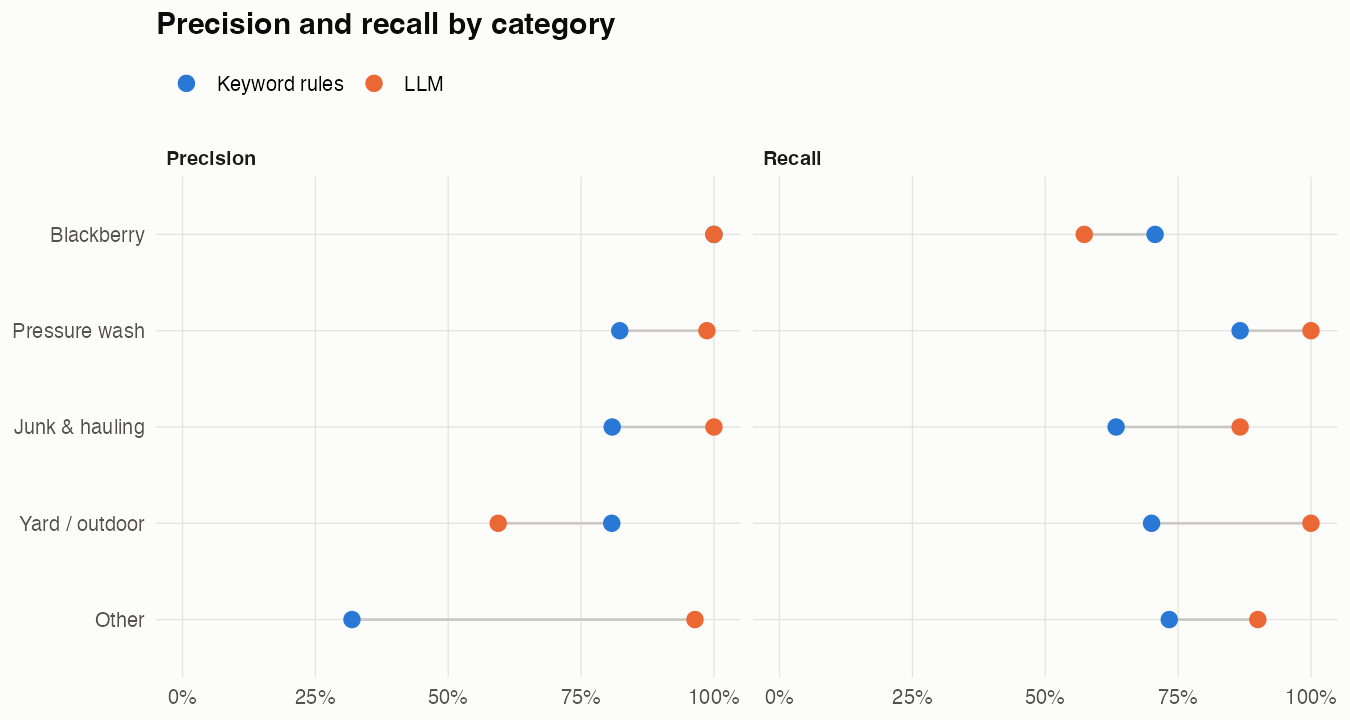 Precision and recall by category
Keyword rules LLM
Precision Recall
Blackberry
Pressure wash
Junk & hauling
Yard / outdoor
Other
0% 25% 50% 75% 100% 0% 25% 50% 75% 100%